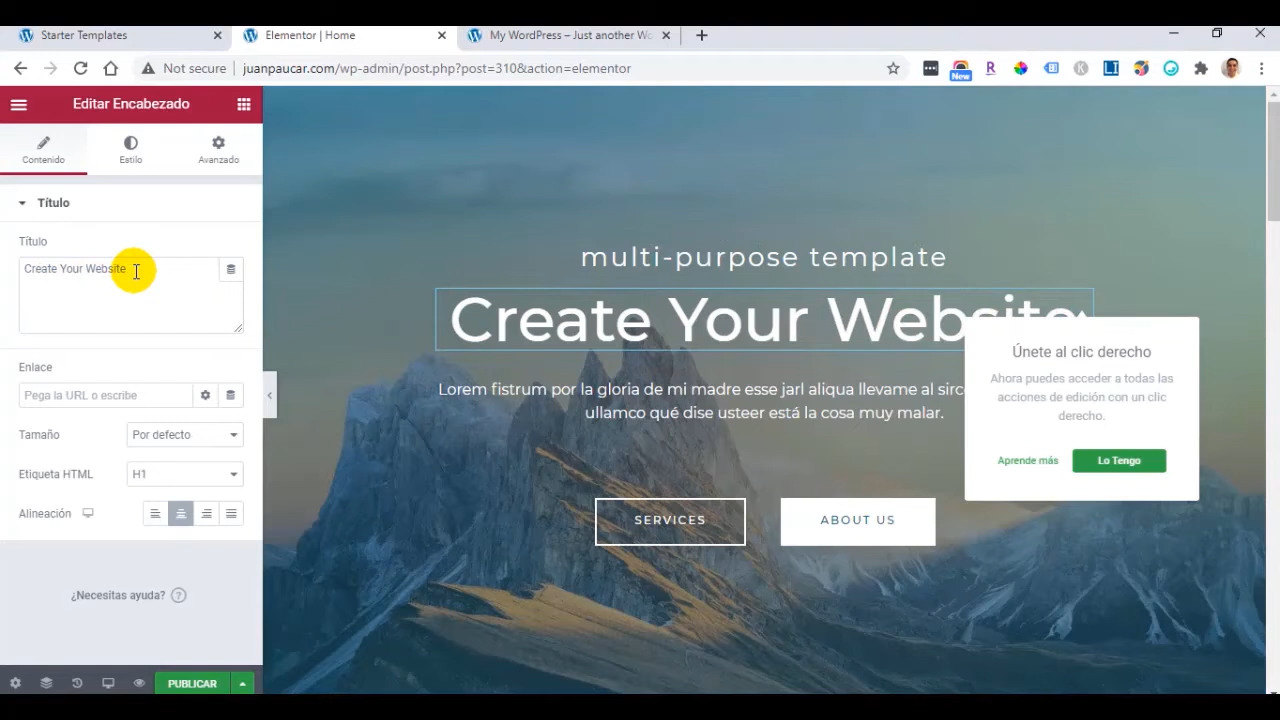 Starter Templates
Elementor | Home
My WordPress – Just another Wo
Not secure
juanpaucar.com/wp-admin/post.php?post=310&action=elementor
New
R
Editar Encabezado
Contenido
Estilo
Avanzado
Título
Título
Create Your Website
Enlace
Pega la URL o escribe
Tamaño
Por defecto
Etiqueta HTML
H1
Alineación
¿Necesitas ayuda?
PUBLICAR
multi-purpose template
Create Your Website
Lorem fistrum por la gloria de mi madre esse jarl aliqua llevame al
ullamco qué dise usteer está la cosa muy malar.
SERVICES
ABOUT US
Únete al clic derecho
Ahora puedes acceder a todas las
acciones de edición con un clic
derecho.
Aprende más
Lo Tengo